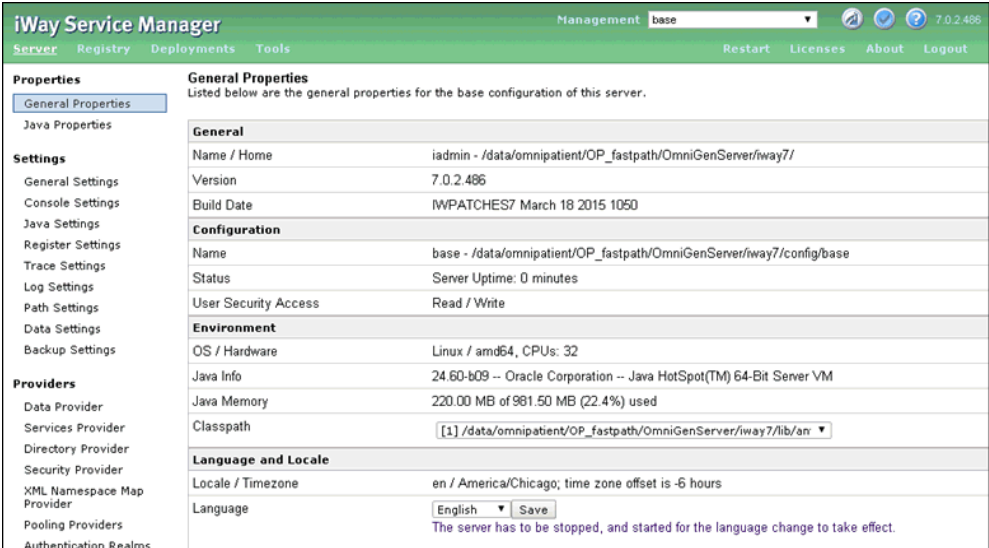 iWay Service Manager
Management base 7.0.2.486
Server Registry Deployments Tools
Restart Licenses About Logout
Properties
General Properties
Java Properties
Settings
General Settings
Console Settings
Java Settings
Register Settings
Trace Settings
Log Settings
Path Settings
Data Settings
Backup Settings
Providers
Data Provider
Services Provider
Directory Provider
Security Provider
XML Namespace Map
Provider
Pooling Providers
Authentication Realms
General Properties
Listed below are the general properties for the base configuration of this server.
General
Name / Home iadmin - /data/omnipatient/OP_fastpath/OmniGenServer/iway7/
Version 7.0.2.486
Build Date IWPATCHES7 March 18 2015 1050
Configuration
Name base - /data/omnipatient/OP_fastpath/OmniGenServer/iway7/config/base
Status Server Uptime: 0 minutes
User Security Access Read / Write
Environment
OS / Hardware Linux / amd64, CPUs: 32
Java Info 24.60-b09 -- Oracle Corporation -- Java HotSpot(TM) 64-Bit Server VM
Java Memory 220.00 MB of 981.50 MB (22.4%) used
Classpath [1] /data/omnipatient/OP_fastpath/OmniGenServer/iway7/lib/an
Language and Locale
Locale / Timezone en / America/Chicago; time zone offset is -6 hours
Language English Save
The server has to be stopped, and started for the language change to take effect.